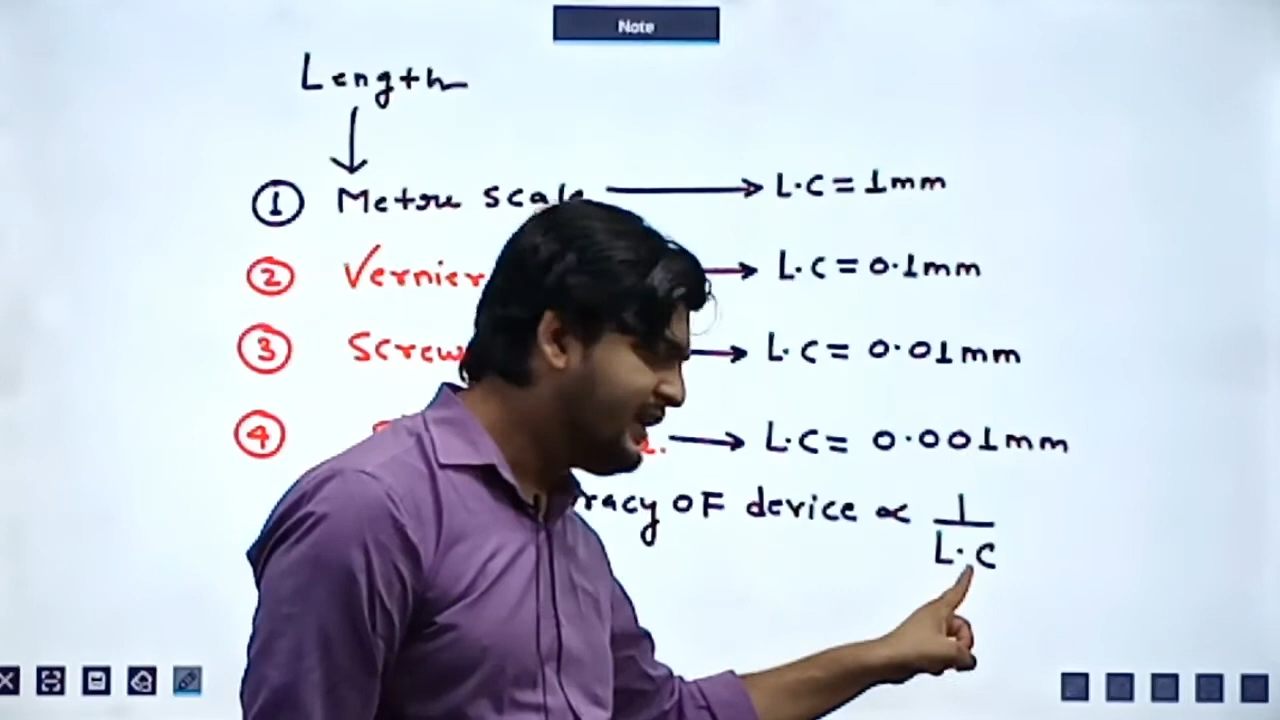 Note
Length
① Metre scale → L.C = 1mm
② Vernier → L.C = 0.1mm
③ Screw → L.C = 0.01mm
④ → L.C = 0.001mm
racy OF device ∝ 1/L.C